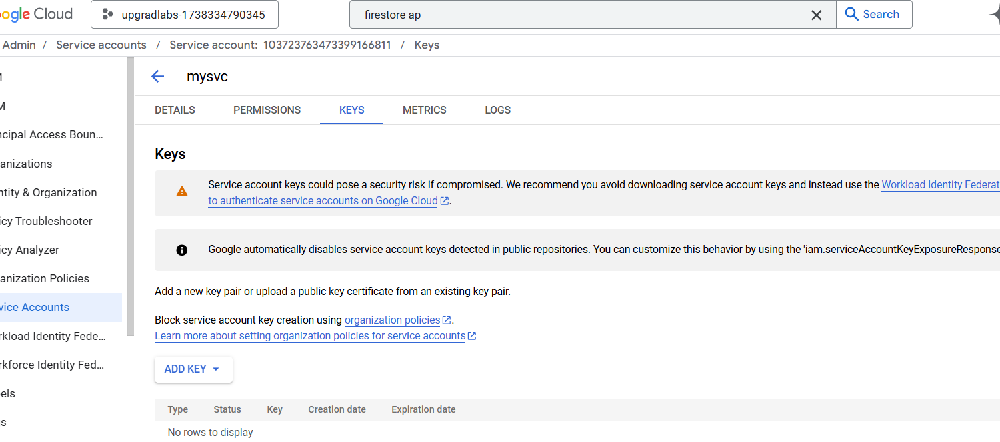 ogle Cloud
upgradlabs-1738334790345
firestore ap
Search
Admin / Service accounts / Service account: 103723763473399166811 / Keys
mysvc
DETAILS PERMISSIONS KEYS METRICS LOGS
M
ncipal Access Boun...
anizations
ntity & Organization
icy Troubleshooter
icy Analyzer
anization Policies
vice Accounts
rkload Identity Fede...
rkforce Identity Fed...
els
s
Keys
Service account keys could pose a security risk if compromised. We recommend you avoid downloading service account keys and instead use the Workload Identity Federat
to authenticate service accounts on Google Cloud.
Google automatically disables service account keys detected in public repositories. You can customize this behavior by using the 'iam.serviceAccountKeyExposureResponse
Add a new key pair or upload a public key certificate from an existing key pair.
Block service account key creation using organization policies.
Learn more about setting organization policies for service accounts
ADD KEY
Type Status Key Creation date Expiration date
No rows to display